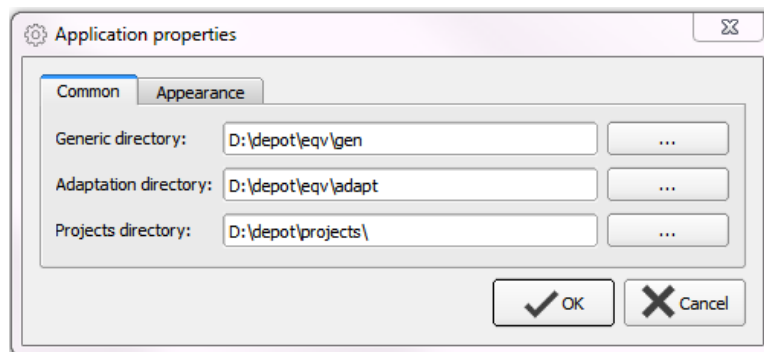 Application properties
Common Appearance
Generic directory: D:\depot\eqv\gen ...
Adaptation directory: D:\depot\eqv\adapt ...
Projects directory: D:\depot\projects\ ...
OK Cancel